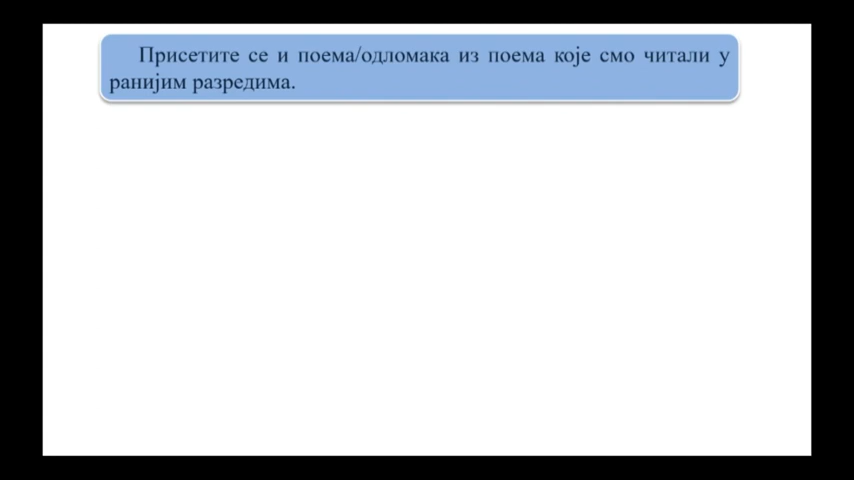 Присетите се и поема/одломака из поема које смо читали у
ранијим разредима.